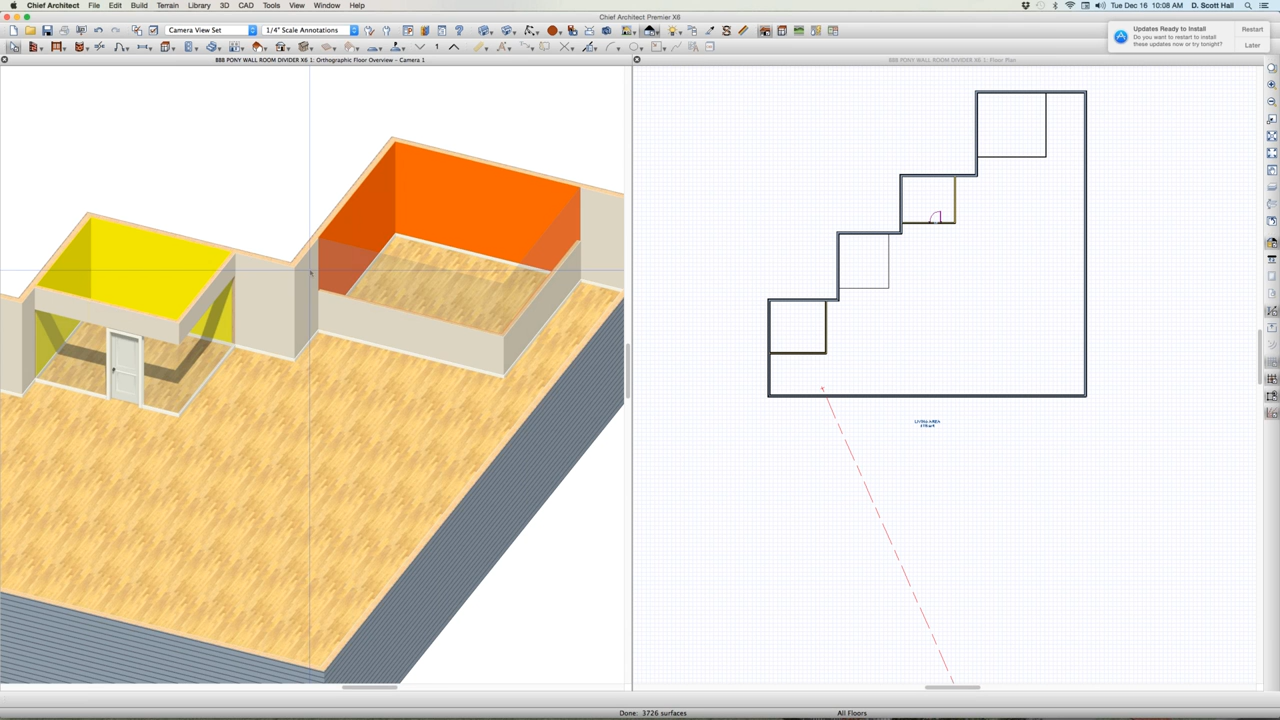 Chief Architect File Edit Build Terrain Library 3D CAD Tools View Window Help
Tue Dec 16 10:08 AM D. Scott Hall
Chief Architect Premier X6
Camera View Set
1/4" Scale Annotations
Updates Ready to Install
Do you want to restart to install
these updates now or try tonight?
Restart
Later
888 PONY WALL ROOM DIVIDER X6 1: Orthographic Floor Overview - Camera 1
888 PONY WALL ROOM DIVIDER X6 1: Floor Plan
LIVING AREA
Done: 3726 surfaces
All Floors